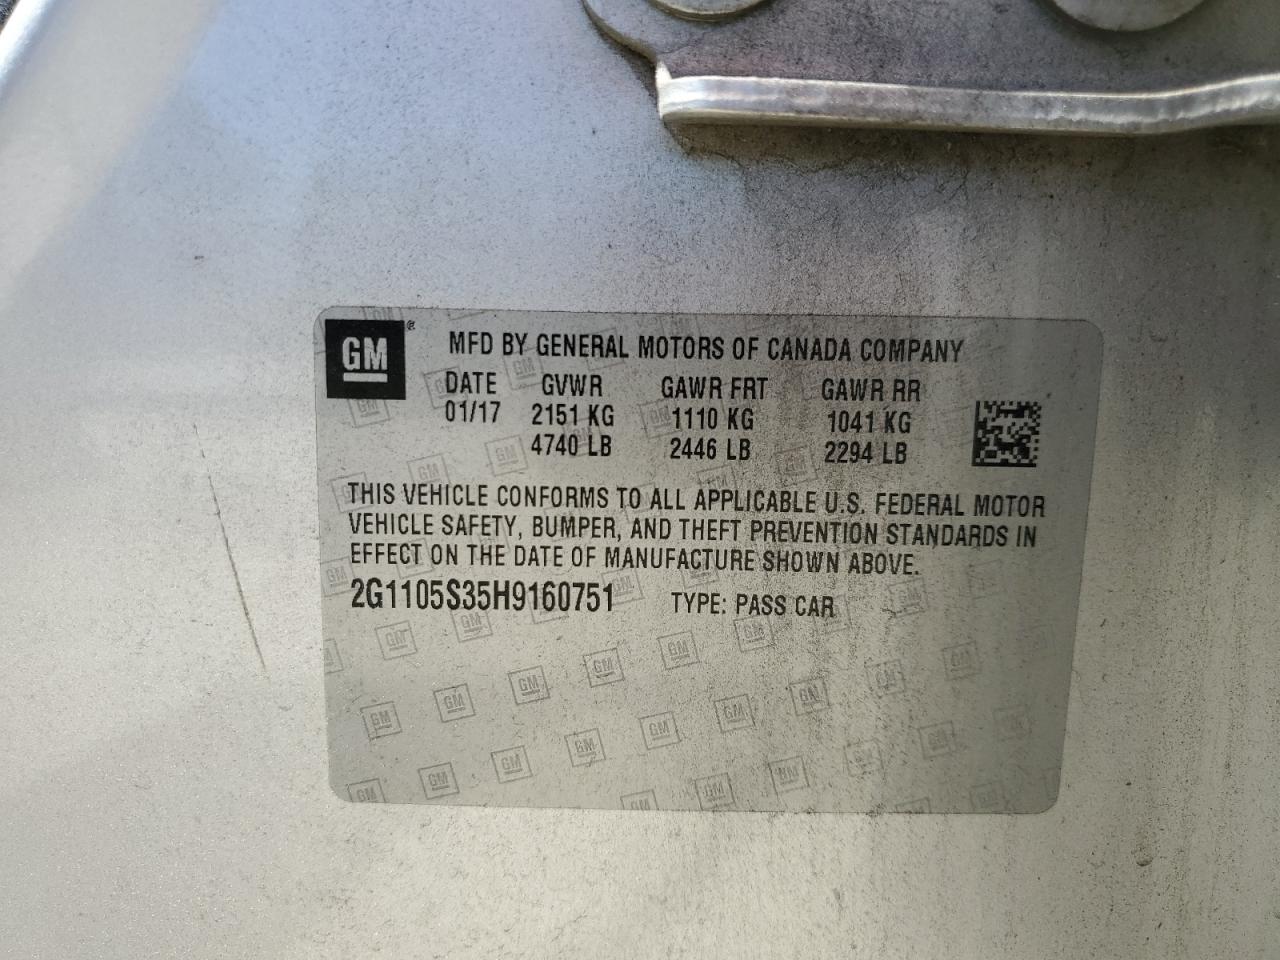 GM ®
MFD BY GENERAL MOTORS OF CANADA COMPANY
DATE GVWR GAWR FRT GAWR RR
01/17 2151 KG 1110 KG 1041 KG
4740 LB 2446 LB 2294 LB
THIS VEHICLE CONFORMS TO ALL APPLICABLE U.S. FEDERAL MOTOR
VEHICLE SAFETY, BUMPER, AND THEFT PREVENTION STANDARDS IN
EFFECT ON THE DATE OF MANUFACTURE SHOWN ABOVE.
2G1105S35H9160751 TYPE: PASS CAR